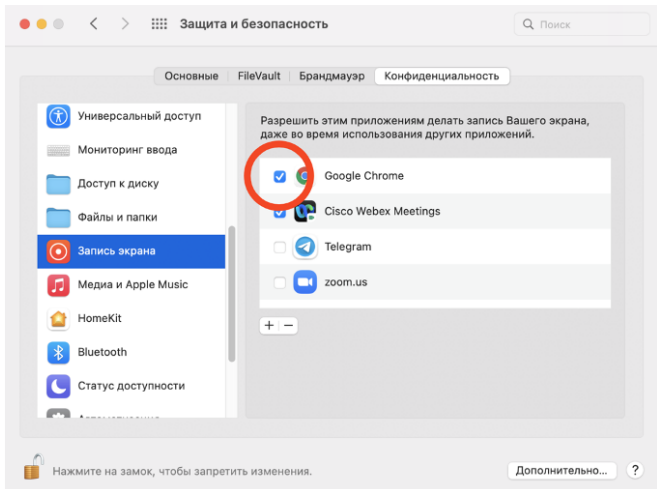 Защита и безопасность
Поиск
Основные
FileVault
Брандмауэр
Конфиденциальность
Универсальный доступ
Мониторинг ввода
Доступ к диску
Файлы и папки
Запись экрана
Медиа и Apple Music
HomeKit
Bluetooth
Статус доступности
Разрешить этим приложениям делать запись Вашего экрана,
даже во время использования других приложений.
Google Chrome
Cisco Webex Meetings
Telegram
zoom.us
+ −
Нажмите на замок, чтобы запретить изменения.
Дополнительно...
?